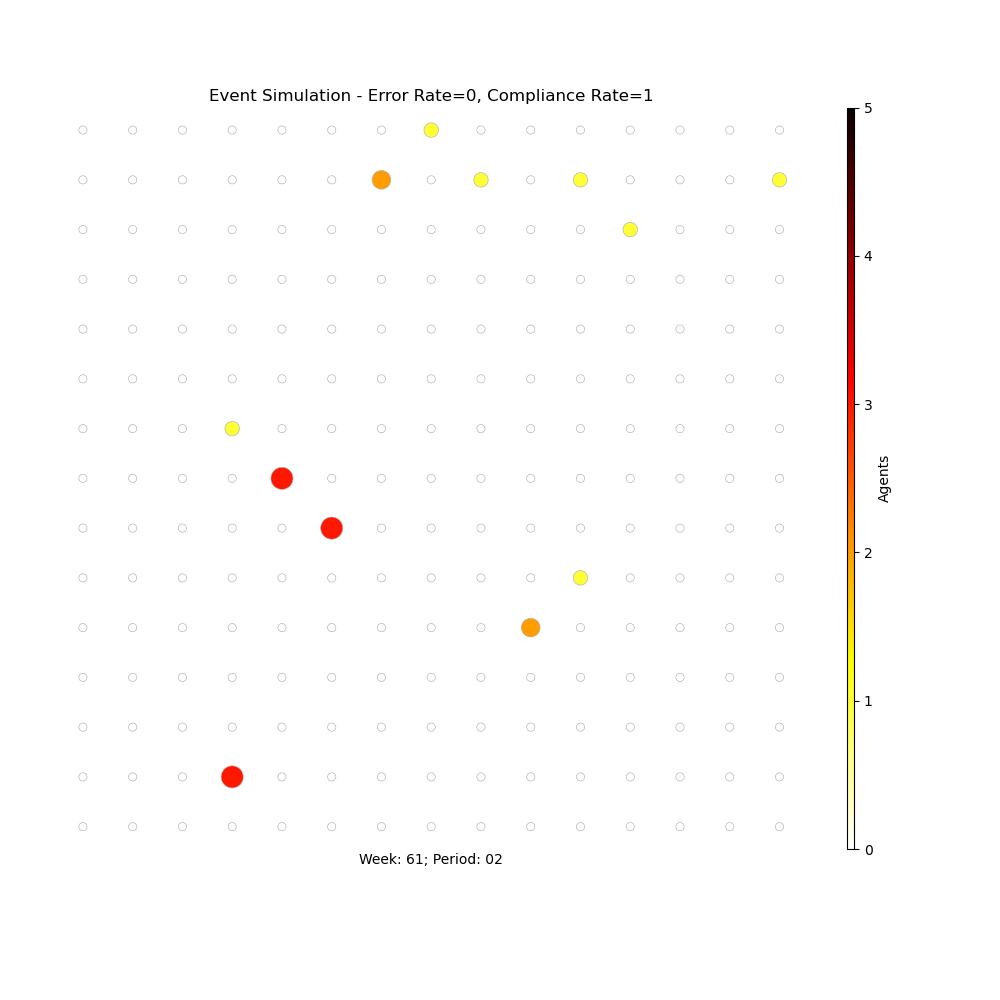 Event Simulation - Error Rate=0, Compliance Rate=1
5
4
3
2
1
0
Agents
Week: 61; Period: 02